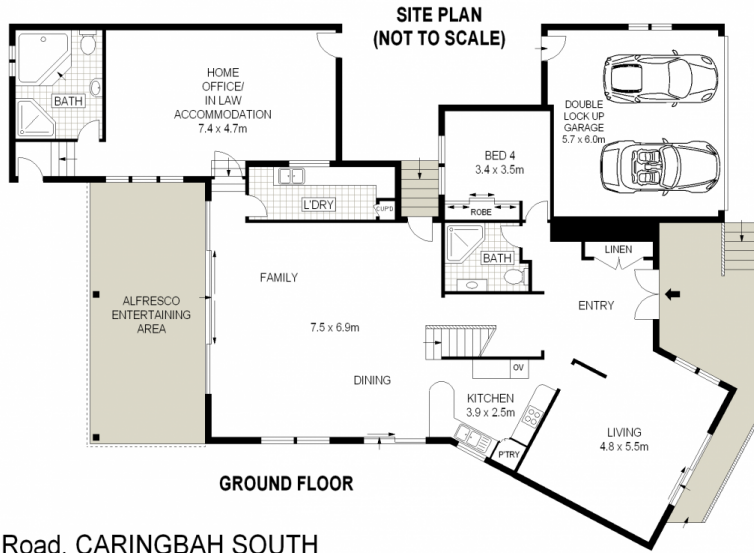 SITE PLAN
(NOT TO SCALE)
BATH
HOME
OFFICE/
IN LAW
ACCOMMODATION
7.4 x 4.7m
DOUBLE
LOCK UP
GARAGE
5.7 x 6.0m
BED 4
3.4 x 3.5m
ROBE
L'DRY
CUP'D
BATH
LINEN
ENTRY
FAMILY
7.5 x 6.9m
DINING
ALFRESCO
ENTERTAINING
AREA
OV
KITCHEN
3.9 x 2.5m
P'TRY
LIVING
4.8 x 5.5m
GROUND FLOOR
Road, CARINGBAH SOUTH